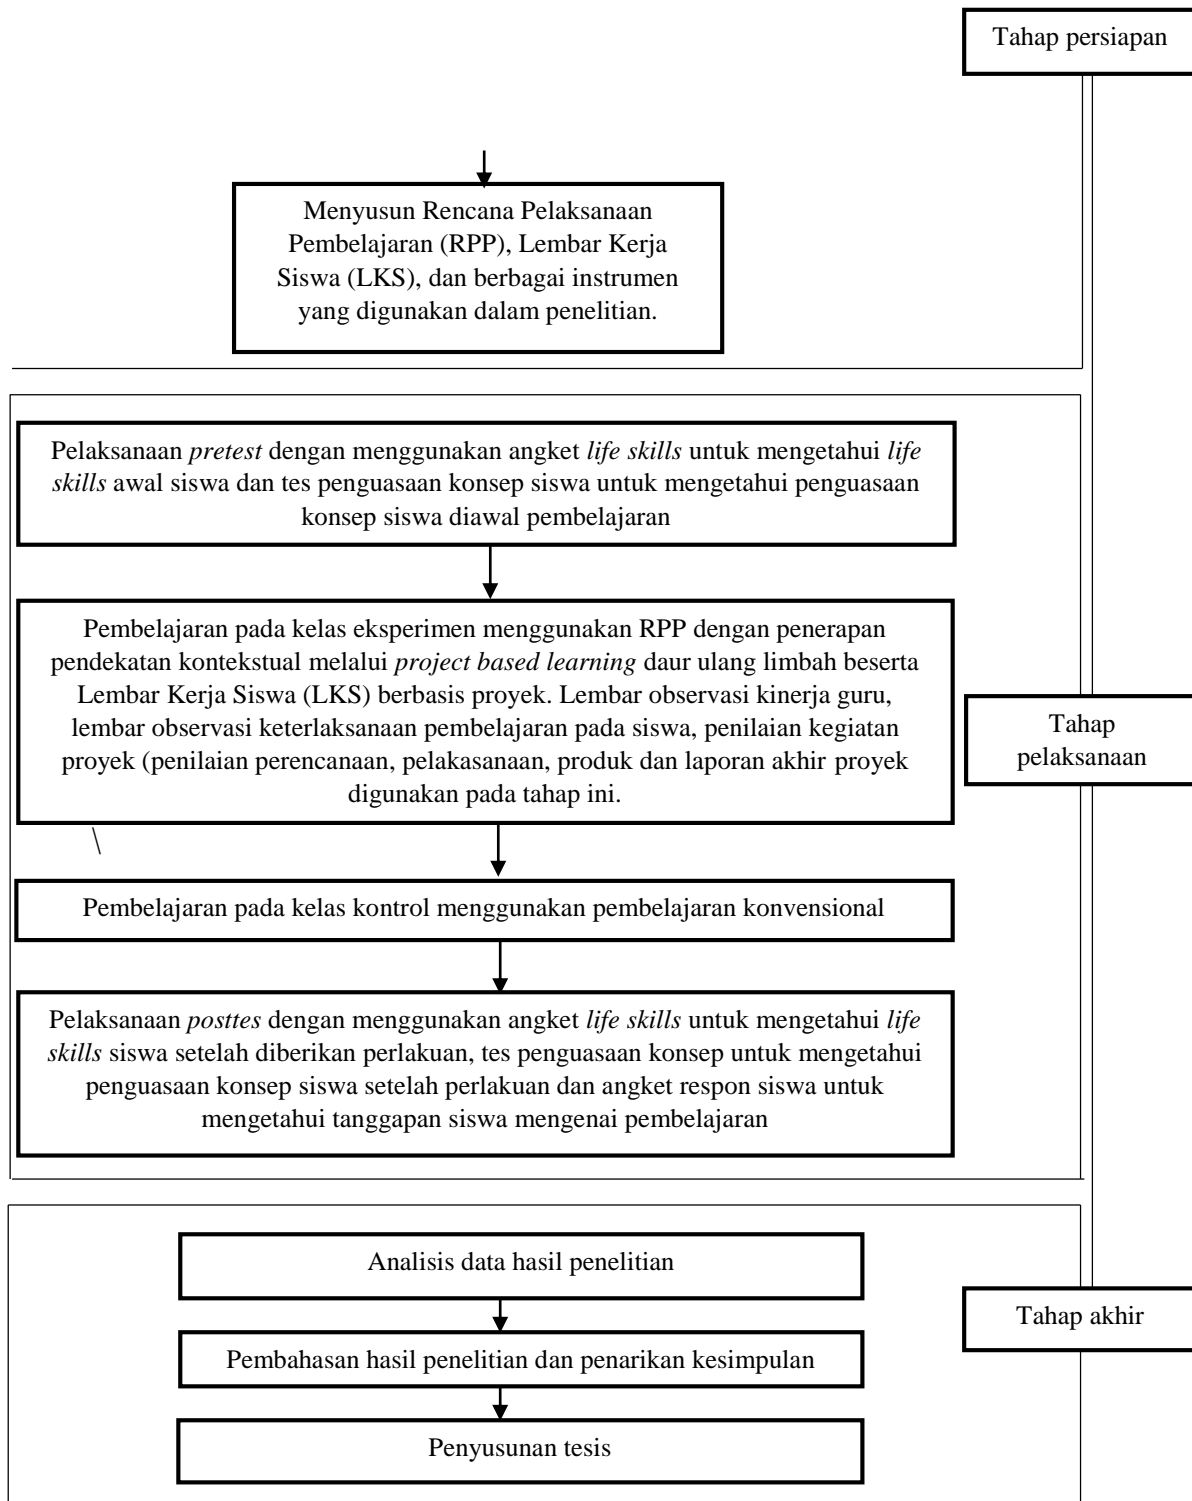 Tahap persiapan
Menyusun Rencana Pelaksanaan
Pembelajaran (RPP), Lembar Kerja
Siswa (LKS), dan berbagai instrumen
yang digunakan dalam penelitian.
Pelaksanaan pretest dengan menggunakan angket life skills untuk mengetahui life
skills awal siswa dan tes penguasaan konsep siswa untuk mengetahui penguasaan
konsep siswa diawal pembelajaran
Pembelajaran pada kelas eksperimen menggunakan RPP dengan penerapan
pendekatan kontekstual melalui project based learning daur ulang limbah beserta
Lembar Kerja Siswa (LKS) berbasis proyek. Lembar observasi kinerja guru,
lembar observasi keterlaksanaan pembelajaran pada siswa, penilaian kegiatan
proyek (penilaian perencanaan, pelakasanaan, produk dan laporan akhir proyek
digunakan pada tahap ini.
Tahap
pelaksanaan
\
Pembelajaran pada kelas kontrol menggunakan pembelajaran konvensional
Pelaksanaan posttes dengan menggunakan angket life skills untuk mengetahui life
skills siswa setelah diberikan perlakuan, tes penguasaan konsep untuk mengetahui
penguasaan konsep siswa setelah perlakuan dan angket respon siswa untuk
mengetahui tanggapan siswa mengenai pembelajaran
Analisis data hasil penelitian
Tahap akhir
Pembahasan hasil penelitian dan penarikan kesimpulan
Penyusunan tesis